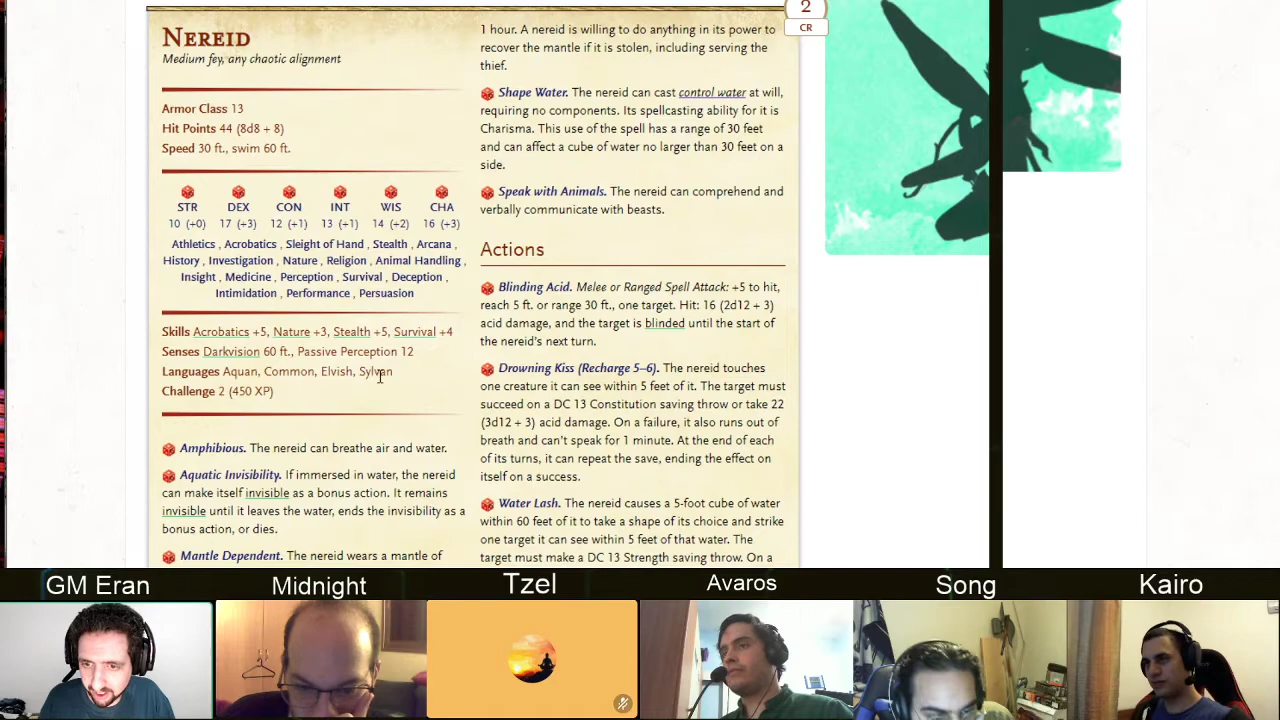 NEREID
Medium fey, any chaotic alignment
Armor Class 13
Hit Points 44 (8d8 + 8)
Speed 30 ft., swim 60 ft.
STR DEX CON INT WIS CHA
10 (+0) 17 (+3) 12 (+1) 13 (+1) 14 (+2) 16 (+3)
Athletics , Acrobatics , Sleight of Hand , Stealth , Arcana ,
History , Investigation , Nature , Religion , Animal Handling ,
Insight , Medicine , Perception , Survival , Deception ,
Intimidation , Performance , Persuasion
Skills Acrobatics +5, Nature +3, Stealth +5, Survival +4
Senses Darkvision 60 ft., Passive Perception 12
Languages Aquan, Common, Elvish, Sylvan
Challenge 2 (450 XP)
Amphibious. The nereid can breathe air and water.
Aquatic Invisibility. If immersed in water, the nereid
can make itself invisible as a bonus action. It remains
invisible until it leaves the water, ends the invisibility as a
bonus action, or dies.
Mantle Dependent. The nereid wears a mantle of
1 hour. A nereid is willing to do anything in its power to
recover the mantle if it is stolen, including serving the
thief.
Shape Water. The nereid can cast control water at will,
requiring no components. Its spellcasting ability for it is
Charisma. This use of the spell has a range of 30 feet
and can affect a cube of water no larger than 30 feet on a
side.
Speak with Animals. The nereid can comprehend and
verbally communicate with beasts.
Actions
Blinding Acid. Melee or Ranged Spell Attack: +5 to hit,
reach 5 ft. or range 30 ft., one target. Hit: 16 (2d12 + 3)
acid damage, and the target is blinded until the start of
the nereid's next turn.
Drowning Kiss (Recharge 5–6). The nereid touches
one creature it can see within 5 feet of it. The target must
succeed on a DC 13 Constitution saving throw or take 22
(3d12 + 3) acid damage. On a failure, it also runs out of
breath and can't speak for 1 minute. At the end of each
of its turns, it can repeat the save, ending the effect on
itself on a success.
Water Lash. The nereid causes a 5-foot cube of water
within 60 feet of it to take a shape of its choice and strike
one target it can see within 5 feet of that water. The
target must make a DC 13 Strength saving throw. On a
2
CR
GM Eran
Midnight
Tzel
Avaros
Song
Kairo